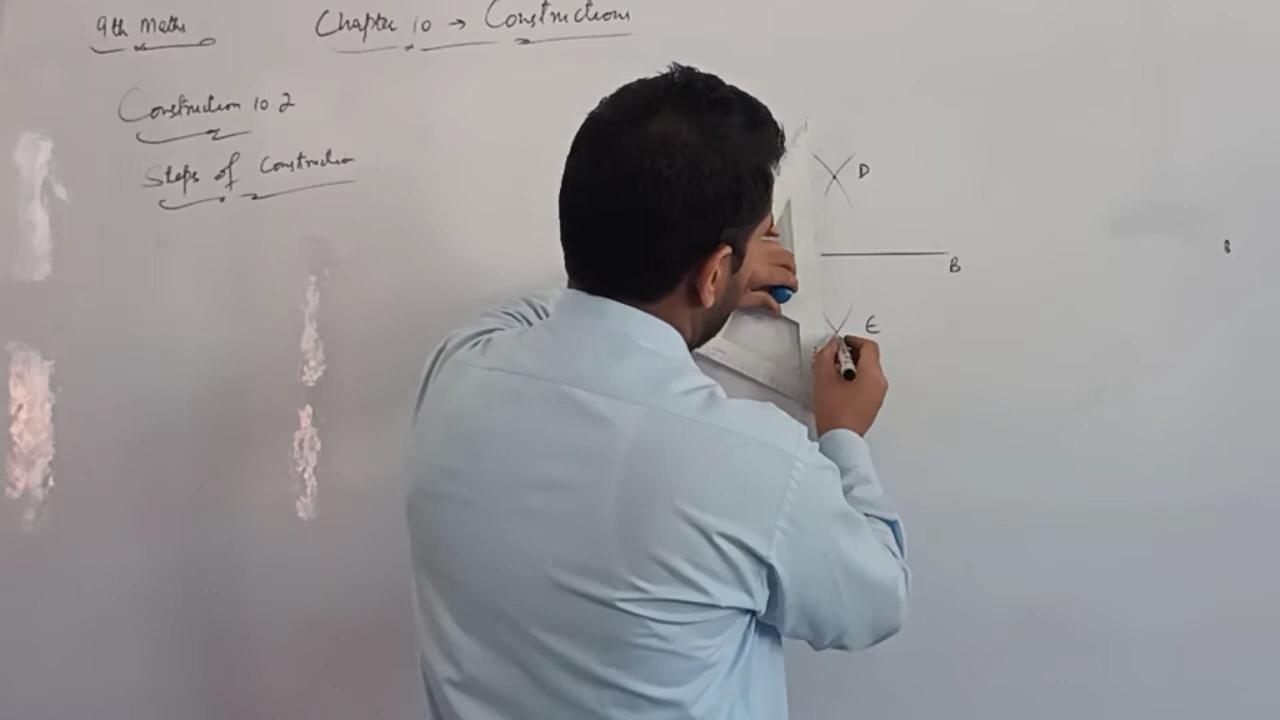 9th Maths
Chapter 10 → Constructions
Construction 10 2
Steps of Construction
D
B
E